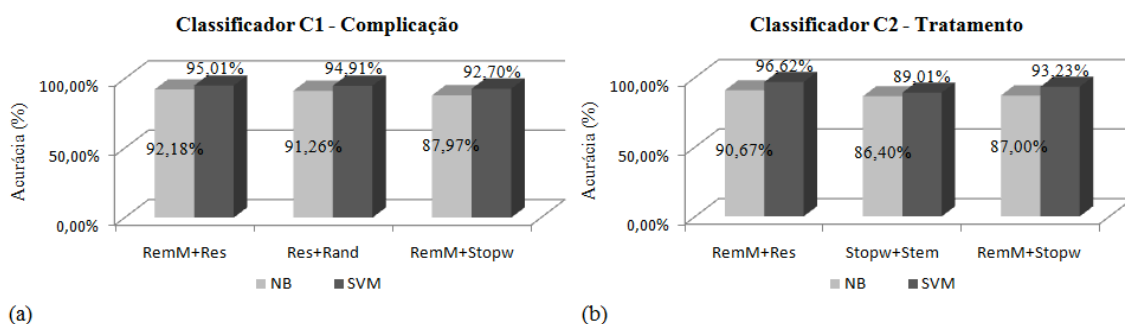 Classificador C1 - Complicação
Acurácia (%)
100,00%
50,00%
0,00%
95,01%
94,91%
92,70%
92,18%
91,26%
87,97%
RemM+Res
Res+Rand
RemM+Stopw
NB
SVM
(a)
Classificador C2 - Tratamento
Acurácia (%)
100,00%
50,00%
0,00%
96,62%
89,01%
93,23%
90,67%
86,40%
87,00%
RemM+Res
Stopw+Stem
RemM+Stopw
NB
SVM
(b)